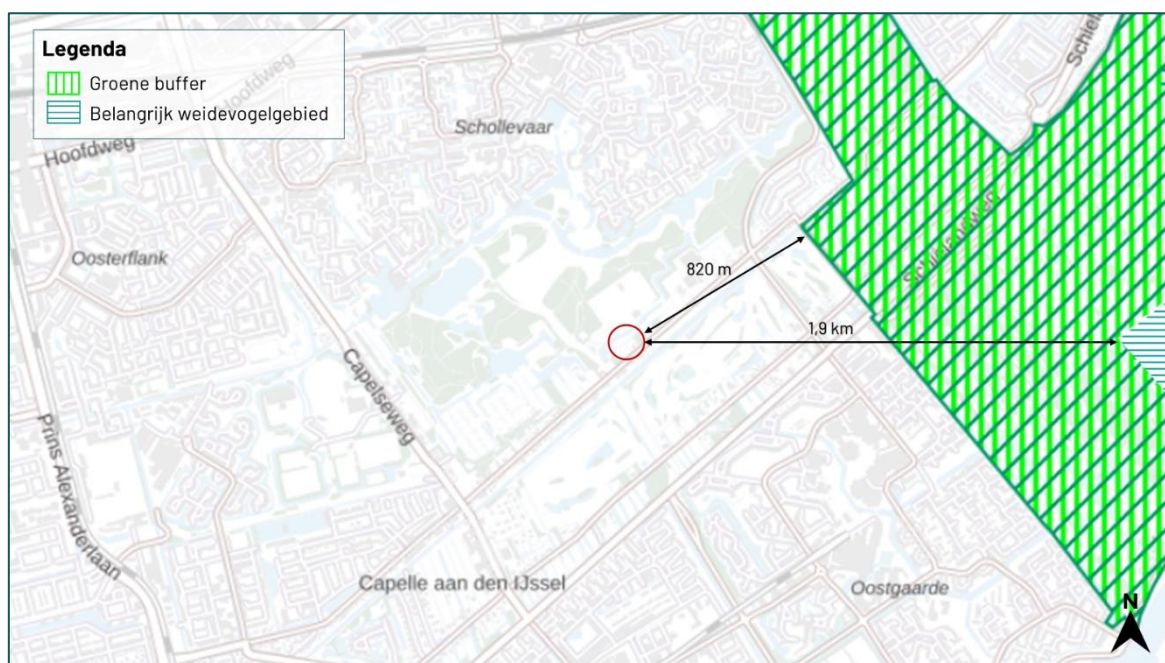 Legenda
Groene buffer
Belangrijk weidevogelgebied
Hoofdweg
Hoofdweg
Schollevaar
Oosterflank
820 m
1,9 km
Capelseweg
Prins Alexanderlaan
Capelle aan den IJssel
Oostgaarde
N